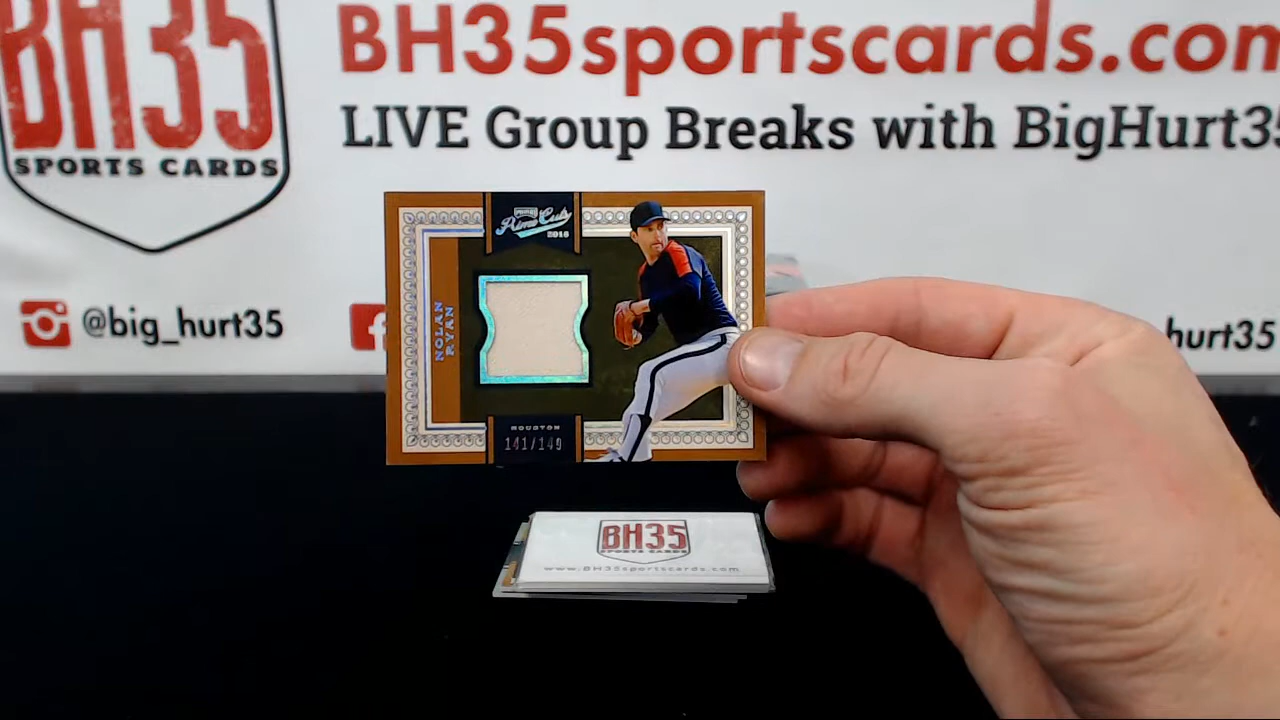 BH35
SPORTS CARDS
BH35sportscards.com
LIVE Group Breaks with BigHurt35
@big_hurt35
hurt35
Prime Cuts
2016
NOLAN
RYAN
HOUSTON
141/149
BH35
SPORTS CARDS
www.BH35sportscards.com